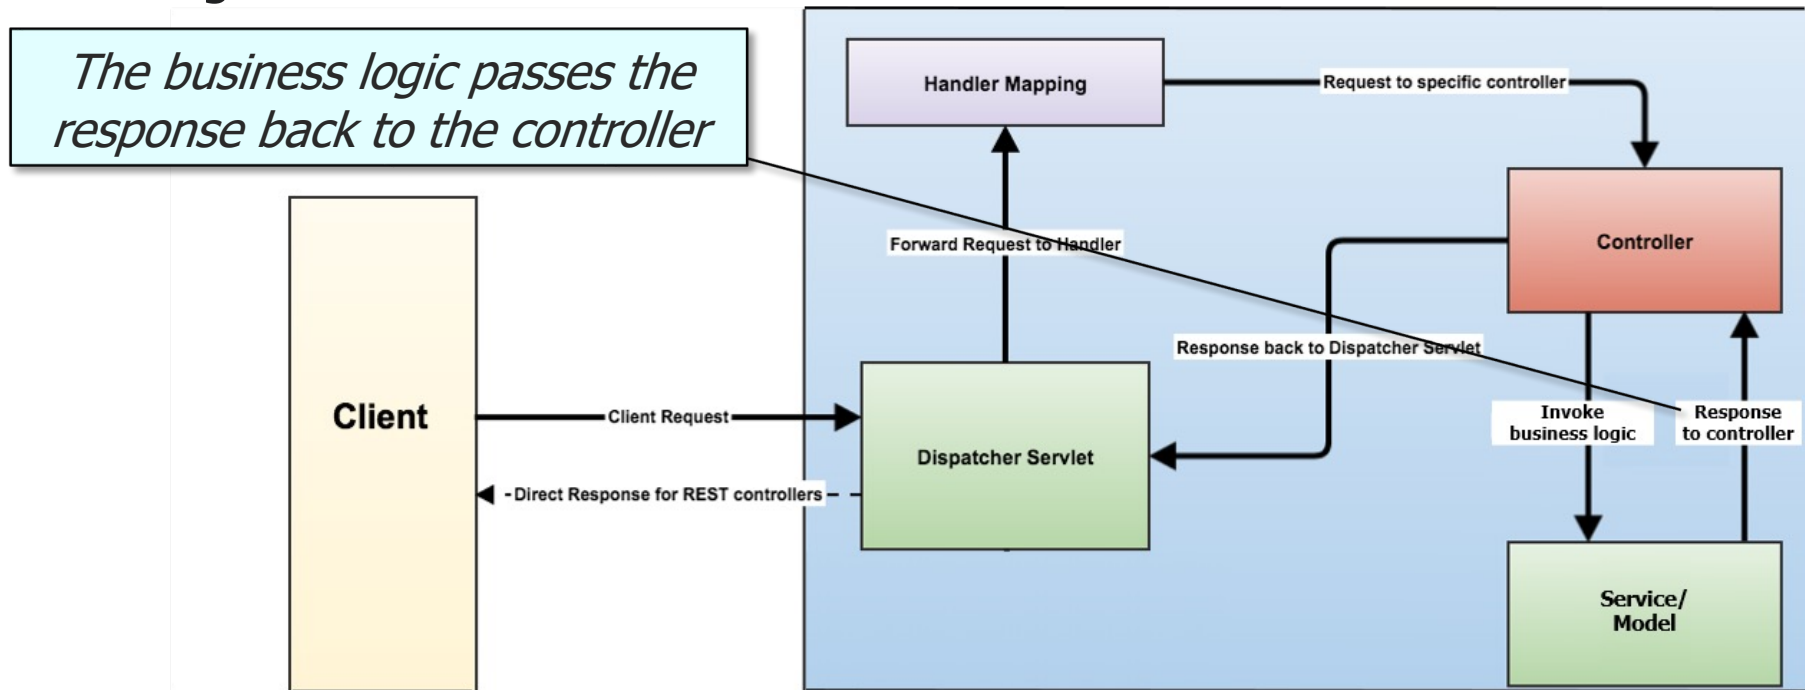 The business logic passes the
response back to the controller
Handler Mapping
Request to specific controller
Forward Request to Handler
Controller
Response back to Dispatcher Servlet
Client
Client Request
Invoke
business logic
Response
to controller
Dispatcher Servlet
Direct Response for REST controllers
Service/
Model